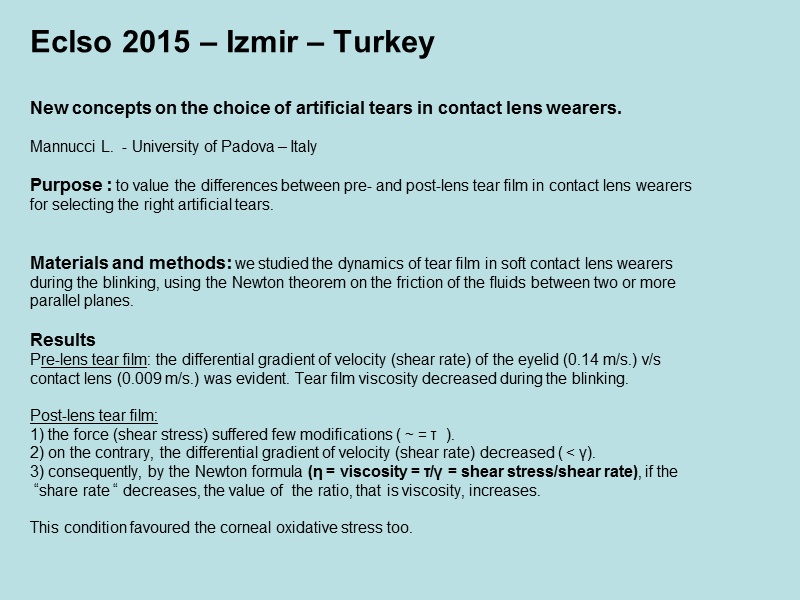 Eclso 2015 – Izmir – Turkey
New concepts on the choice of artificial tears in contact lens wearers.
Mannucci L. - University of Padova – Italy
Purpose : to value the differences between pre- and post-lens tear film in contact lens wearers
for selecting the right artificial tears.
Materials and methods: we studied the dynamics of tear film in soft contact lens wearers
during the blinking, using the Newton theorem on the friction of the fluids between two or more
parallel planes.
Results
Pre-lens tear film: the differential gradient of velocity (shear rate) of the eyelid (0.14 m/s.) v/s
contact lens (0.009 m/s.) was evident. Tear film viscosity decreased during the blinking.
Post-lens tear film:
1) the force (shear stress) suffered few modifications ( ~ = τ ).
2) on the contrary, the differential gradient of velocity (shear rate) decreased ( < γ).
3) consequently, by the Newton formula (η = viscosity = τ/γ = shear stress/shear rate), if the
“share rate “ decreases, the value of the ratio, that is viscosity, increases.
This condition favoured the corneal oxidative stress too.